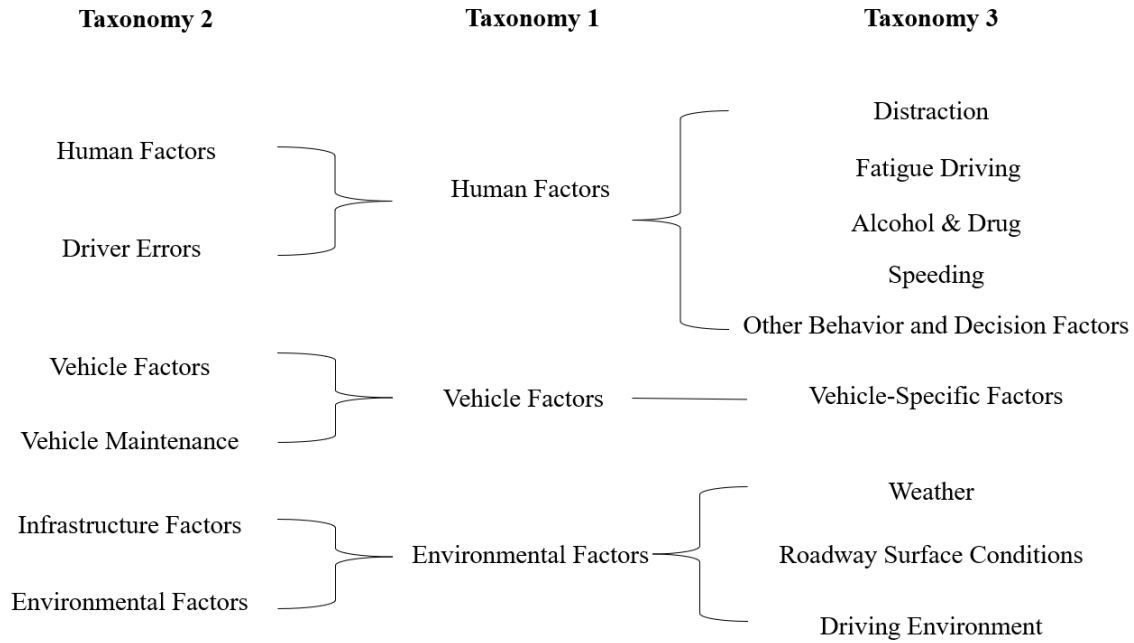 Taxonomy 2
Taxonomy 1
Taxonomy 3
Human Factors
Driver Errors
Vehicle Factors
Vehicle Maintenance
Infrastructure Factors
Environmental Factors
Human Factors
Vehicle Factors
Environmental Factors
Distraction
Fatigue Driving
Alcohol & Drug
Speeding
Other Behavior and Decision Factors
Vehicle-Specific Factors
Weather
Roadway Surface Conditions
Driving Environment